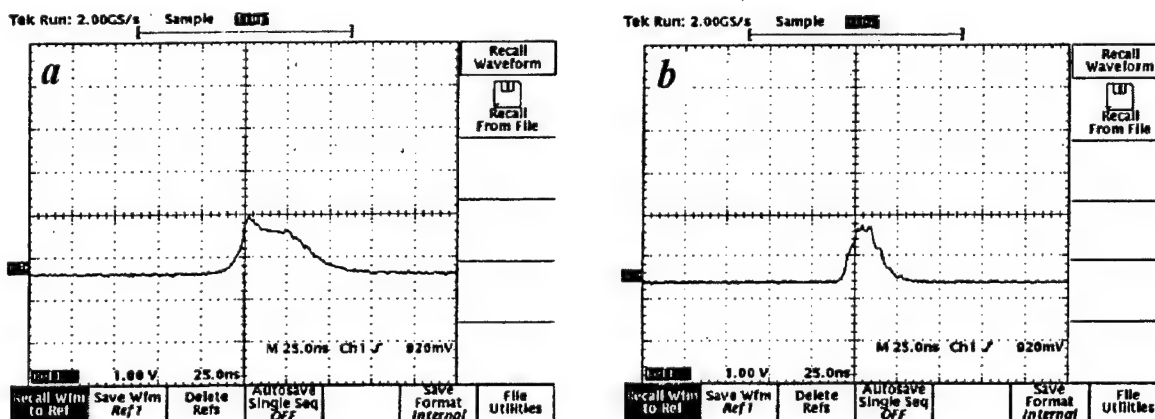 Tek Run: 2.00GS/s Sample
a
Recall Waveform
Recall From File
M 25.0ns Ch1 920mV
1.00 V 25.0ns
Recall Wfm to Ref
Save Wfm Ref1
Delete Refs
Autosave Single Seq OFF
Save Format Internal
File Utilities
Tek Run: 2.00GS/s Sample
b
Recall Waveform
Recall From File
M 25.0ns Ch1 920mV
1.00 V 25.0ns
Recall Wfm to Ref
Save Wfm Ref1
Delete Refs
Autosave Single Seq OFF
Save Format Internal
File Utilities